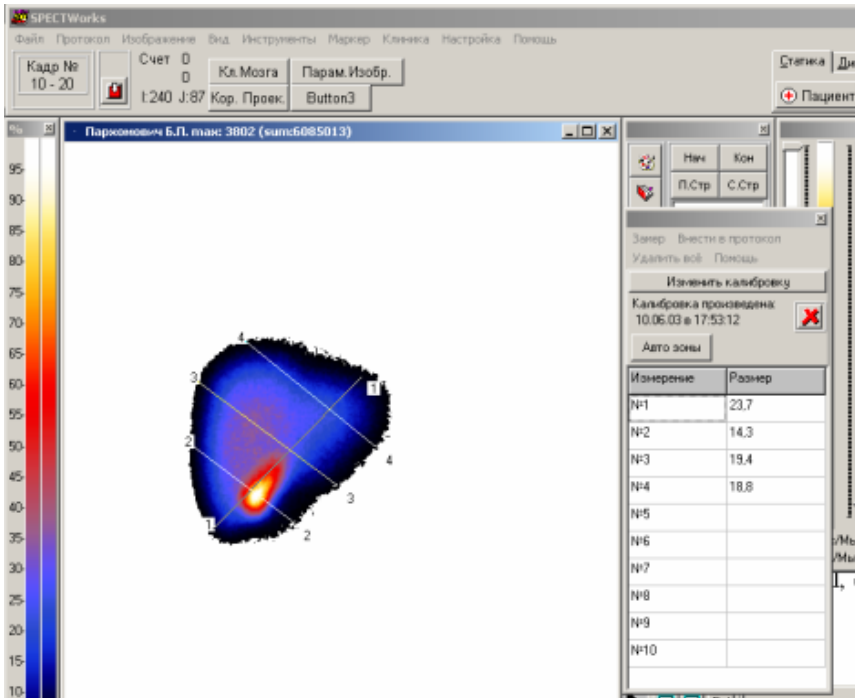 SPECTWorks
Файл Протокол Изображение Вид Инструменты Маркер Клиника Настройка Помощь
Кадр №
10 - 20
Счет 0
0
I:240 J:87
Кл.Мозга Парам.Изобр.
Кор. Проек. Button3
Статика
Пациент
%
Паркомович Б.П. max: 3802 (sum:6085013)
95
90
85
80
75
70
65
60
55
50
45
40
35
30
25
20
15
10
4
3
1
2
4
3
1
2
Нач Кон
П.Стр С.Стр
Замер Внести в протокол
Удалить всё Помощь
Изменить калибровку
Калибровка произведена:
10.06.03 в 17:53:12
Авто зоны
Измерение Размер
№1 23,7
№2 14,3
№3 19,4
№4 18,8
№5
№6
№7
№8
№9
№10